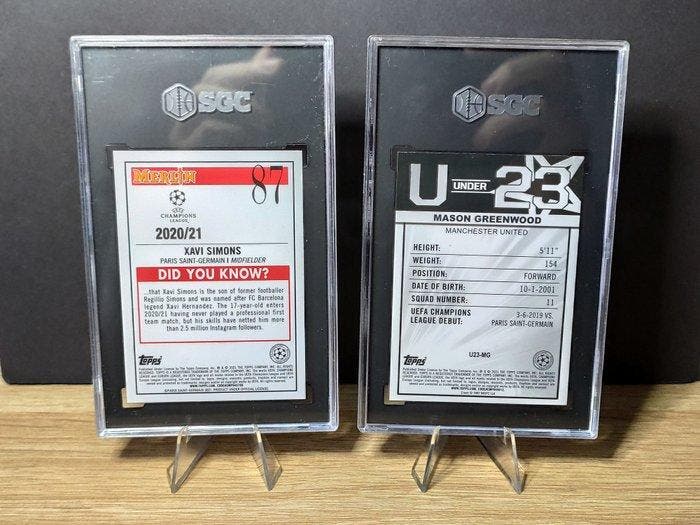 SGC
MERLIN
87
UEFA
CHAMPIONS
LEAGUE
2020/21
XAVI SIMONS
PARIS SAINT-GERMAIN | MIDFIELDER
DID YOU KNOW?
...that Xavi Simons is the son of former footballer
Regillio Simons and was named after FC Barcelona
legend Xavi Hernandez. The 17-year-old enters
2020/21 having never played a professional first
team match, but his skills have netted him more
than 2.5 million Instagram followers.
Topps
SGC
U UNDER 23
MASON GREENWOOD
MANCHESTER UNITED
HEIGHT: 5'11"
WEIGHT: 154
POSITION: FORWARD
DATE OF BIRTH: 10-1-2001
SQUAD NUMBER: 11
UEFA CHAMPIONS 3-6-2019 VS.
LEAGUE DEBUT: PARIS SAINT-GERMAIN
U23-MG
Topps